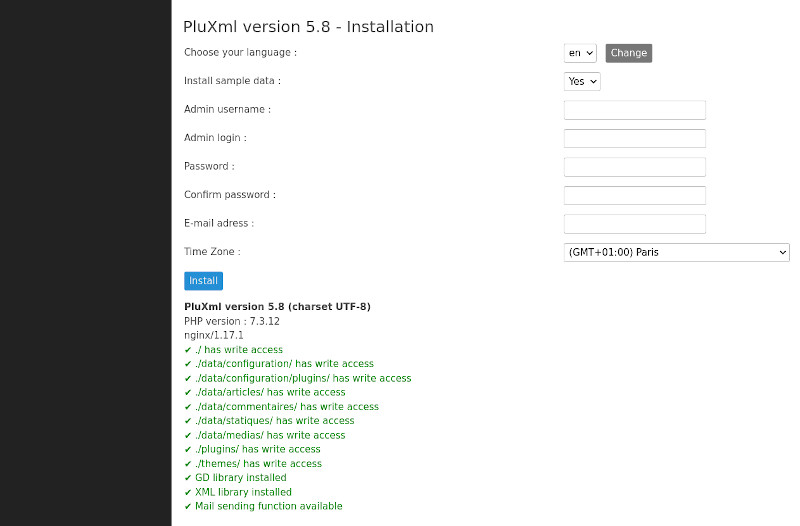 PluXml version 5.8 - Installation
Choose your language : en Change
Install sample data : Yes
Admin username :
Admin login :
Password :
Confirm password :
E-mail adress :
Time Zone : (GMT+01:00) Paris
Install
PluXml version 5.8 (charset UTF-8)
PHP version : 7.3.12
nginx/1.17.1
✔ ./ has write access
✔ ./data/configuration/ has write access
✔ ./data/configuration/plugins/ has write access
✔ ./data/articles/ has write access
✔ ./data/commentaires/ has write access
✔ ./data/statiques/ has write access
✔ ./data/medias/ has write access
✔ ./plugins/ has write access
✔ ./themes/ has write access
✔ GD library installed
✔ XML library installed
✔ Mail sending function available